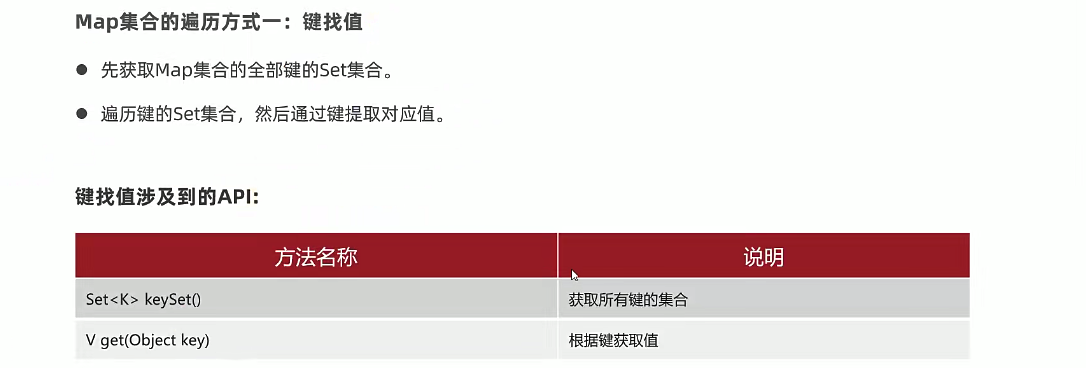 Map集合的遍历方式一：键找值
● 先获取Map集合的全部键的Set集合。
● 遍历键的Set集合，然后通过键提取对应值。
键找值涉及到的API:
方法名称 说明
Set<K> keySet() 获取所有键的集合
V get(Object key) 根据键获取值